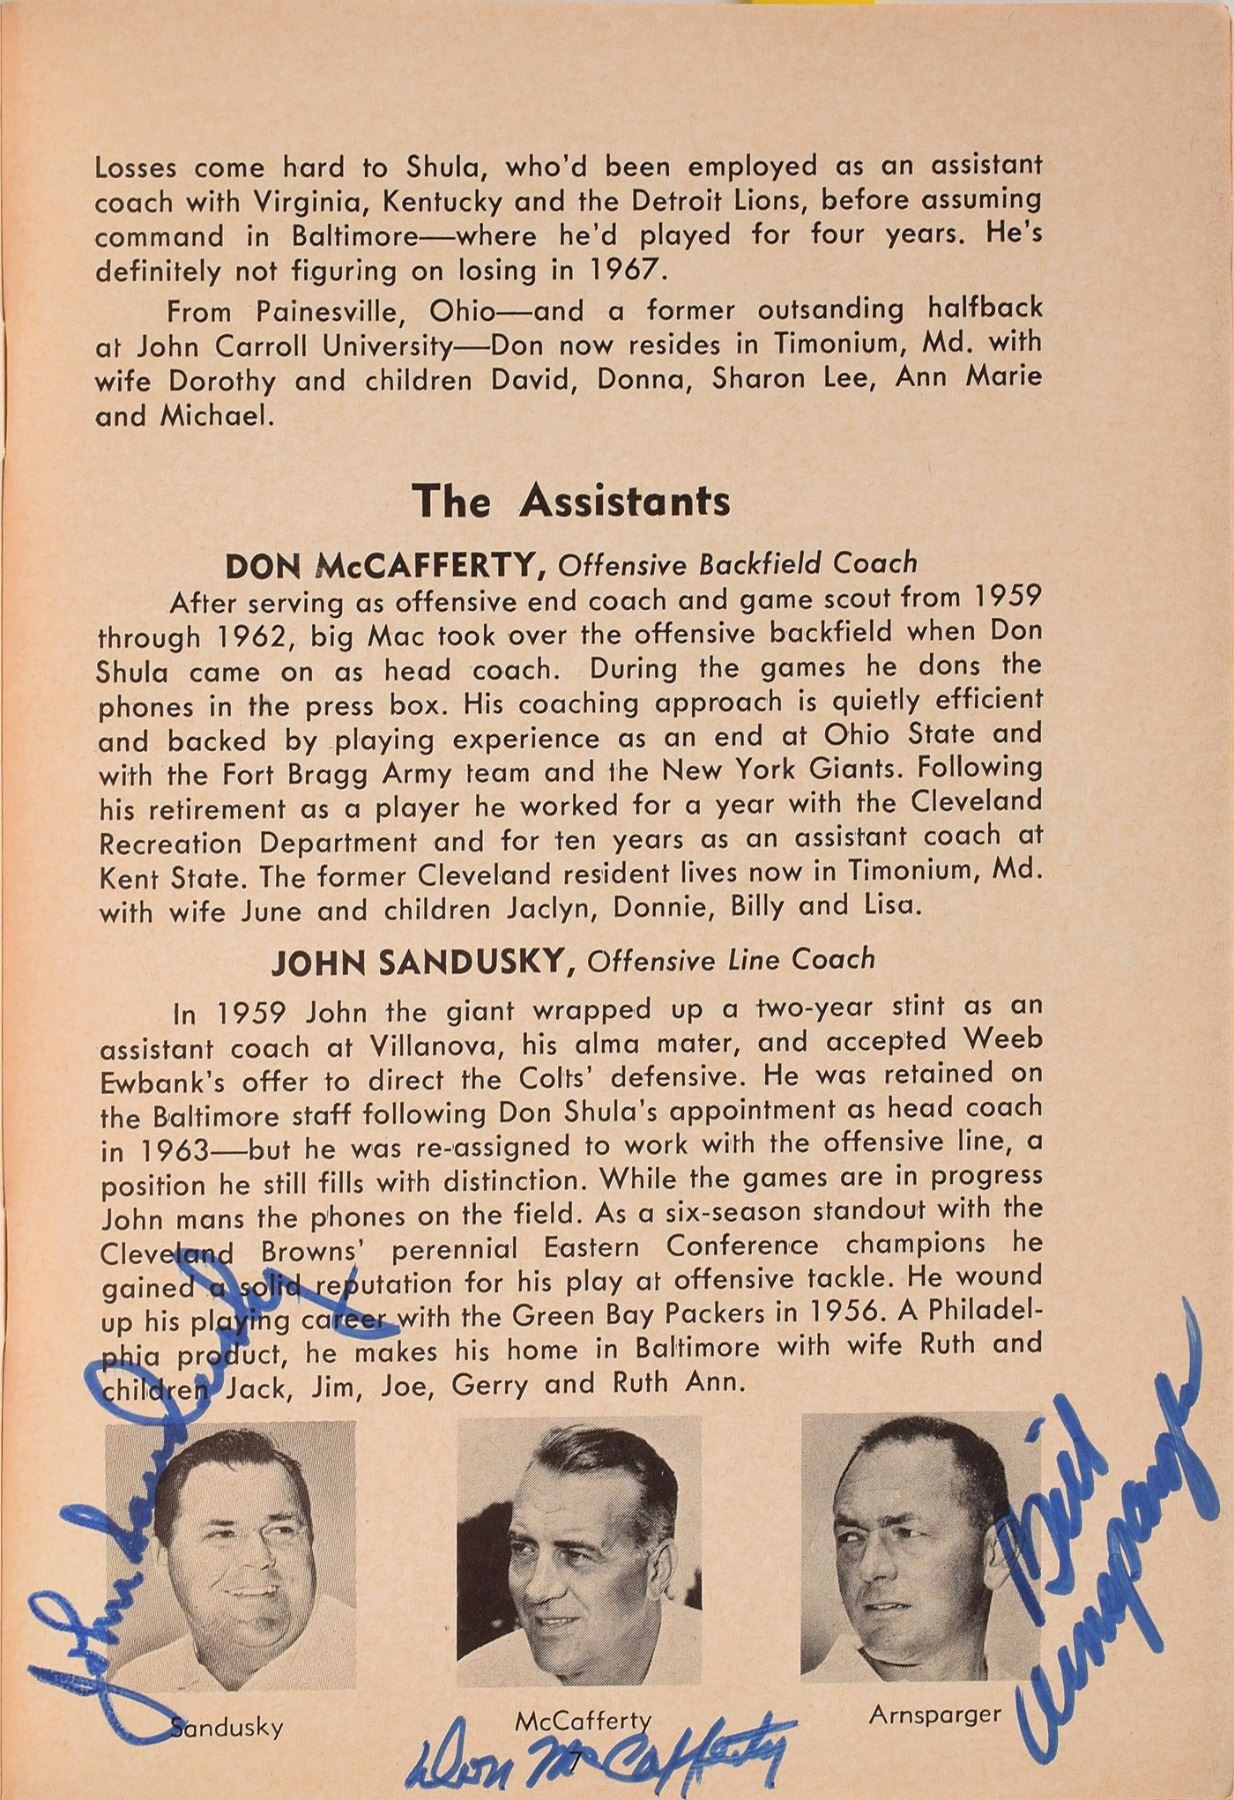 Losses come hard to Shula, who'd been employed as an assistant
coach with Virginia, Kentucky and the Detroit Lions, before assuming
command in Baltimore—where he'd played for four years. He's
definitely not figuring on losing in 1967.
From Painesville, Ohio—and a former outsanding halfback
at John Carroll University—Don now resides in Timonium, Md. with
wife Dorothy and children David, Donna, Sharon Lee, Ann Marie
and Michael.
The Assistants
DON McCAFFERTY, Offensive Backfield Coach
After serving as offensive end coach and game scout from 1959
through 1962, big Mac took over the offensive backfield when Don
Shula came on as head coach. During the games he dons the
phones in the press box. His coaching approach is quietly efficient
and backed by playing experience as an end at Ohio State and
with the Fort Bragg Army team and the New York Giants. Following
his retirement as a player he worked for a year with the Cleveland
Recreation Department and for ten years as an assistant coach at
Kent State. The former Cleveland resident lives now in Timonium, Md.
with wife June and children Jaclyn, Donnie, Billy and Lisa.
JOHN SANDUSKY, Offensive Line Coach
In 1959 John the giant wrapped up a two-year stint as an
assistant coach at Villanova, his alma mater, and accepted Weeb
Ewbank's offer to direct the Colts' defensive. He was retained on
the Baltimore staff following Don Shula's appointment as head coach
in 1963—but he was re-assigned to work with the offensive line, a
position he still fills with distinction. While the games are in progress
John mans the phones on the field. As a six-season standout with the
Cleveland Browns' perennial Eastern Conference champions he
gained a solid reputation for his play at offensive tackle. He wound
up his playing career with the Green Bay Packers in 1956. A Philadel-
phia product, he makes his home in Baltimore with wife Ruth and
children Jack, Jim, Joe, Gerry and Ruth Ann.
John Sandusky
Bill
Arnsparger
Sandusky
McCafferty
Arnsparger
Don McCafferty
7